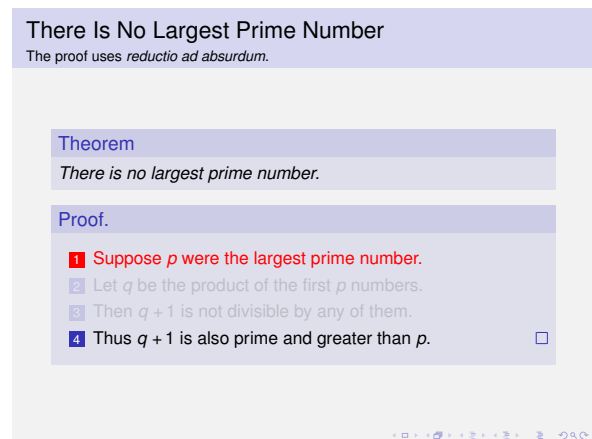 There Is No Largest Prime Number
The proof uses reductio ad absurdum.
Theorem
There is no largest prime number.
Proof.
1 Suppose p were the largest prime number.
2 Let q be the product of the first p numbers.
3 Then q + 1 is not divisible by any of them.
4 Thus q + 1 is also prime and greater than p.